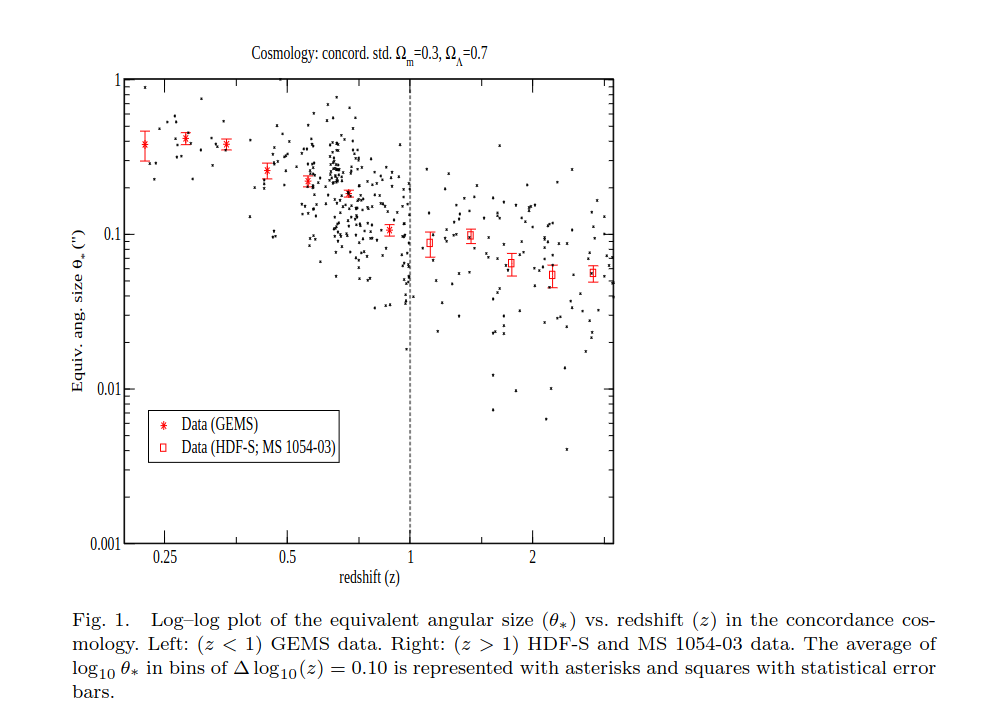 Cosmology: concord. std. Ωm=0.3, ΩΛ=0.7
1
0.1
0.01
0.001
Equiv. ang. size θ* (")
Data (GEMS)
Data (HDF-S; MS 1054-03)
0.25 0.5 1 2
redshift (z)
Fig. 1. Log–log plot of the equivalent angular size (θ∗) vs. redshift (z) in the concordance cos-
mology. Left: (z < 1) GEMS data. Right: (z > 1) HDF-S and MS 1054-03 data. The average of
log10 θ∗ in bins of Δ log10(z) = 0.10 is represented with asterisks and squares with statistical error
bars.